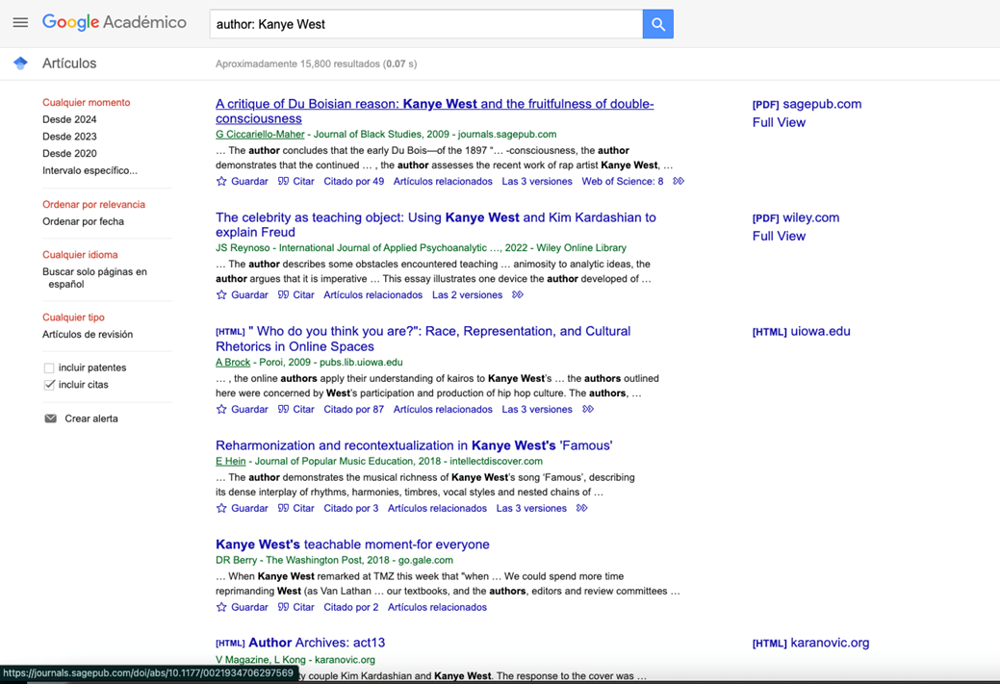 Google Académico
author: Kanye West
Artículos
Aproximadamente 15,800 resultados (0.07 s)
Cualquier momento
Desde 2024
Desde 2023
Desde 2020
Intervalo específico...
Ordenar por relevancia
Ordenar por fecha
Cualquier idioma
Buscar solo páginas en
español
Cualquier tipo
Artículos de revisión
incluir patentes
incluir citas
Crear alerta
A critique of Du Boisian reason: Kanye West and the fruitfulness of double-
consciousness
G Ciccariello-Maher - Journal of Black Studies, 2009 - journals.sagepub.com
… The author concludes that the early Du Bois—of the 1897 "… -consciousness, the author
demonstrates that the continued … , the author assesses the recent work of rap artist Kanye West, …
Guardar Citar Citado por 49 Artículos relacionados Las 3 versiones Web of Science: 8
[PDF] sagepub.com
Full View
The celebrity as teaching object: Using Kanye West and Kim Kardashian to
explain Freud
JS Reynoso - International Journal of Applied Psychoanalytic …, 2022 - Wiley Online Library
… The author describes some obstacles encountered teaching … animosity to analytic ideas, the
author argues that it is imperative … This essay illustrates one device the author developed of …
Guardar Citar Artículos relacionados Las 2 versiones
[PDF] wiley.com
Full View
[HTML] " Who do you think you are?": Race, Representation, and Cultural
Rhetorics in Online Spaces
A Brock - Poroi, 2009 - pubs.lib.uiowa.edu
… , the online authors apply their understanding of kairos to Kanye West's … the authors outlined
here were concerned by West's participation and production of hip hop culture. The authors, …
Guardar Citar Citado por 87 Artículos relacionados Las 3 versiones
[HTML] uiowa.edu
Reharmonization and recontextualization in Kanye West's 'Famous'
E Hein - Journal of Popular Music Education, 2018 - intellectdiscover.com
… The author demonstrates the musical richness of Kanye West's song 'Famous', describing
its dense interplay of rhythms, harmonies, timbres, vocal styles and nested chains of …
Guardar Citar Citado por 3 Artículos relacionados Las 3 versiones
Kanye West's teachable moment-for everyone
DR Berry - The Washington Post, 2018 - go.gale.com
… When Kanye West remarked at TMZ this week that "when … We could spend more time
reprimanding West (as Van Lathan … our textbooks, and the authors, editors and review committees …
Guardar Citar Citado por 2 Artículos relacionados
[HTML] Author Archives: act13
V Magazine, L Kong - karanovic.org
ty couple Kim Kardashian and Kanye West. The response to the cover was …
[HTML] karanovic.org
https://journals.sagepub.com/doi/abs/10.1177/0021934706297569